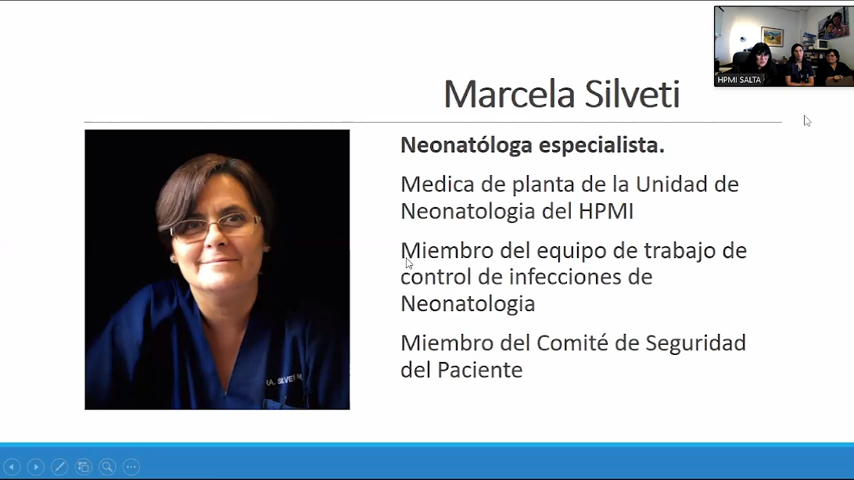 HPMI SALTA
Marcela Silveti
Neonatóloga especialista.
Medica de planta de la Unidad de
Neonatologia del HPMI
Miembro del equipo de trabajo de
control de infecciones de
Neonatologia
Miembro del Comité de Seguridad
del Paciente